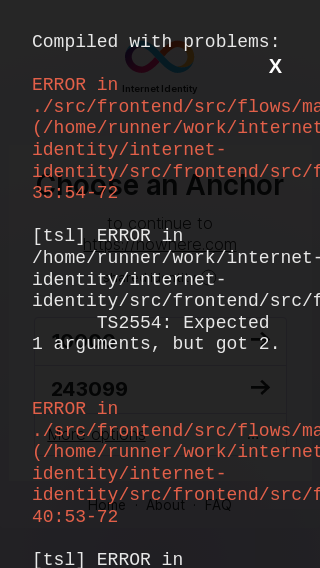 Compiled with problems:
X
ERROR in
./src/frontend/src/flows/ma
(/home/runner/work/internet
identity/internet-
identity/src/frontend/src/f
35:54-72
[tsl] ERROR in
/home/runner/work/internet-
identity/internet-
identity/src/frontend/src/f
TS2554: Expected
1 arguments, but got 2.
ERROR in
./src/frontend/src/flows/ma
(/home/runner/work/internet
identity/internet-
identity/src/frontend/src/f
40:53-72
[tsl] ERROR in
Internet Identity
Choose an Anchor
to continue to
https://nowhere.com
243099
More options
Home · About · FAQ